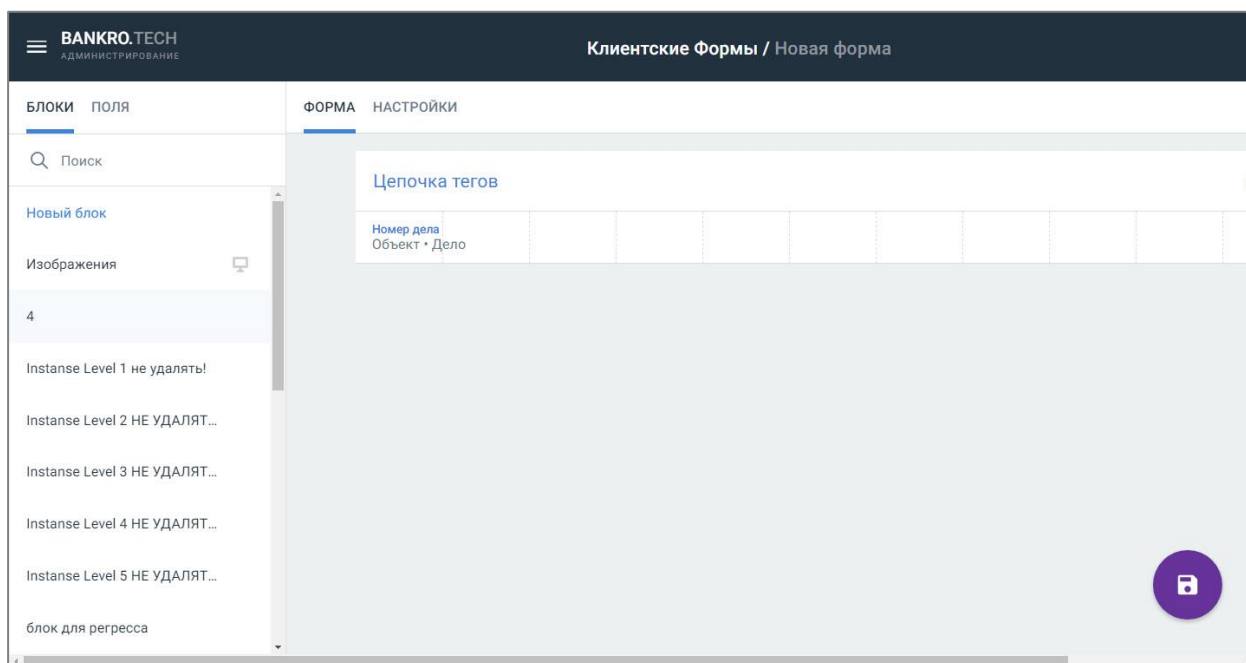 BANKRO.TECH
АДМИНИСТРИРОВАНИЕ
Клиентские Формы / Новая форма
БЛОКИ ПОЛЯ
ФОРМА НАСТРОЙКИ
Поиск
Цепочка тегов
Новый блок
Номер дела
Объект • Дело
Изображения
4
Instanse Level 1 не удалять!
Instanse Level 2 НЕ УДАЛЯТ...
Instanse Level 3 НЕ УДАЛЯТ...
Instanse Level 4 НЕ УДАЛЯТ...
Instanse Level 5 НЕ УДАЛЯТ...
блок для регресса